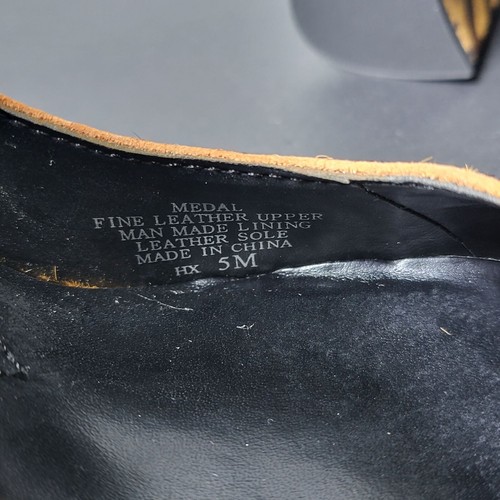 MEDAL
FINE LEATHER UPPER
MAN MADE LINING
LEATHER SOLE
MADE IN CHINA
HX 5M